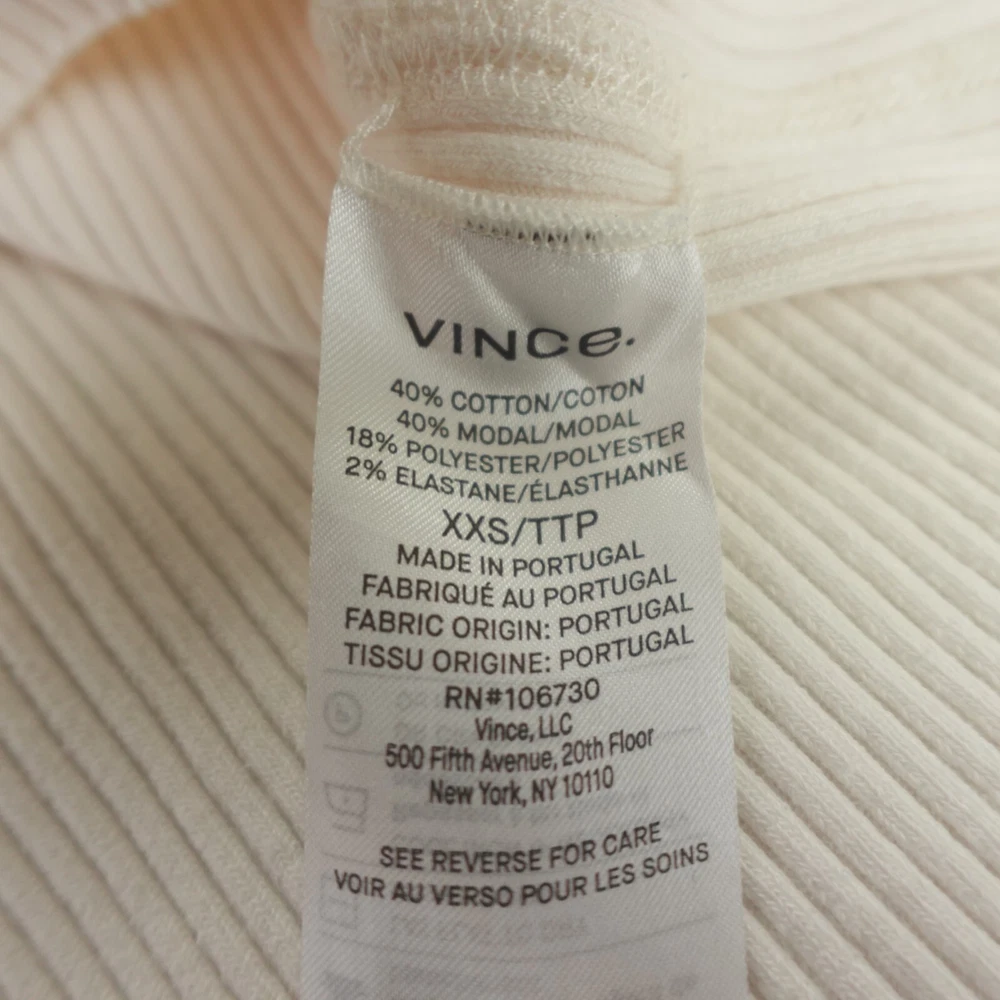 VINCe.
40% COTTON/COTON
40% MODAL/MODAL
18% POLYESTER/POLYESTER
2% ELASTANE/ÉLASTHANNE
XXS/TTP
MADE IN PORTUGAL
FABRIQUÉ AU PORTUGAL
FABRIC ORIGIN: PORTUGAL
TISSU ORIGINE: PORTUGAL
RN#106730
Vince, LLC
500 Fifth Avenue, 20th Floor
New York, NY 10110
SEE REVERSE FOR CARE
VOIR AU VERSO POUR LES SOINS